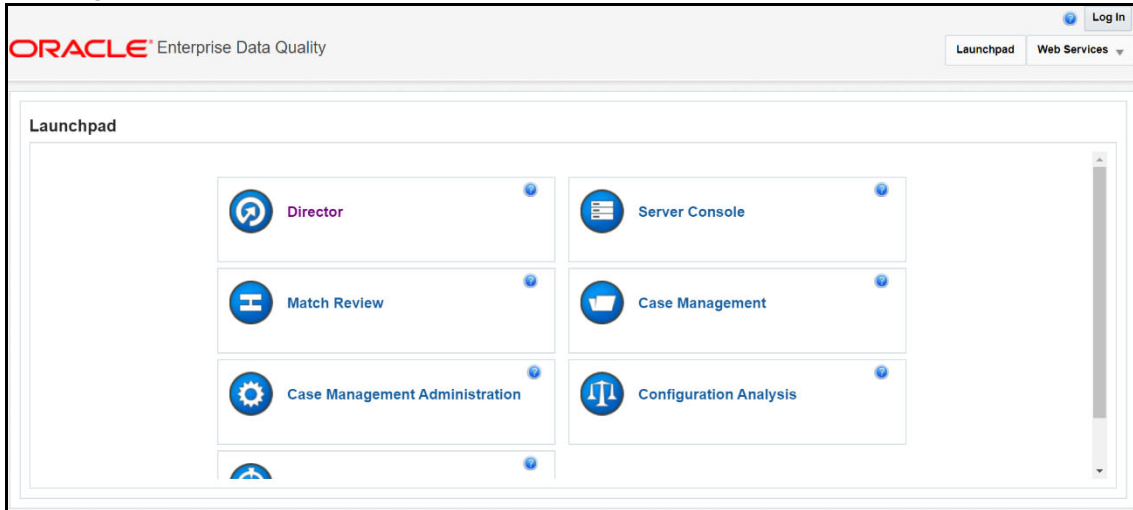 Log In
ORACLE Enterprise Data Quality
Launchpad Web Services
Launchpad
Director Server Console
Match Review Case Management
Case Management Administration Configuration Analysis